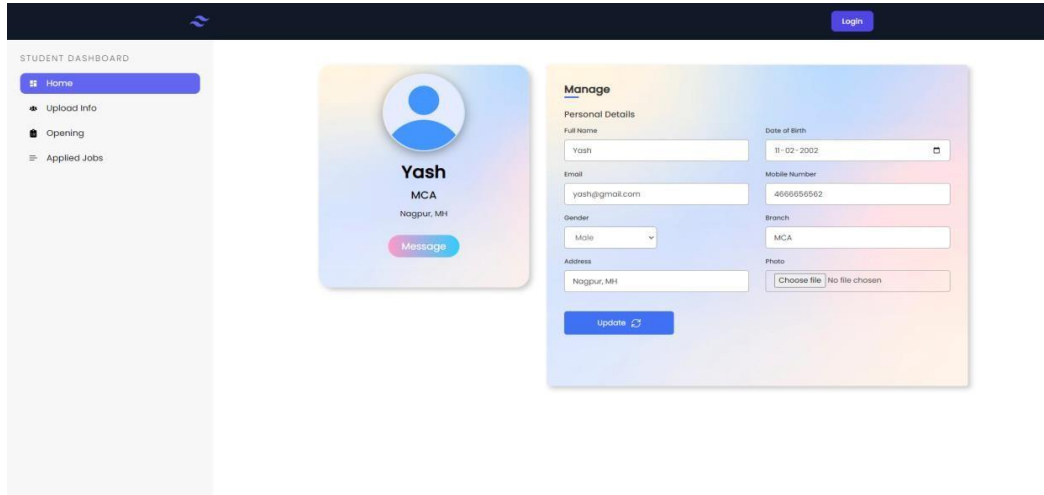 Login
STUDENT DASHBOARD
Home
Upload Info
Opening
Applied Jobs
Yash
MCA
Nagpur, MH
Message
Manage
Personal Details
Full Name
Date of Birth
Yash
11-02-2002
Email
Mobile Number
yash@gmail.com
4666656562
Gender
Branch
Male
MCA
Address
Photo
Nagpur, MH
Choose file No file chosen
Update